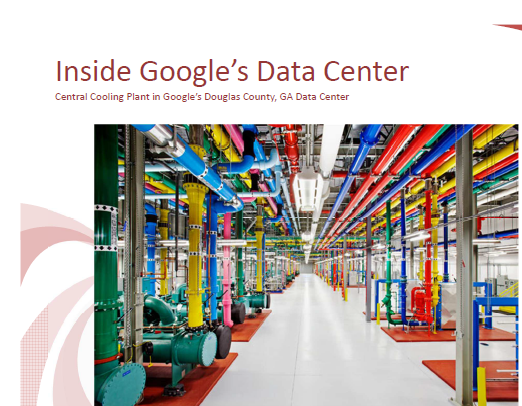 Inside Google's Data Center
Central Cooling Plant in Google's Douglas County, GA Data Center